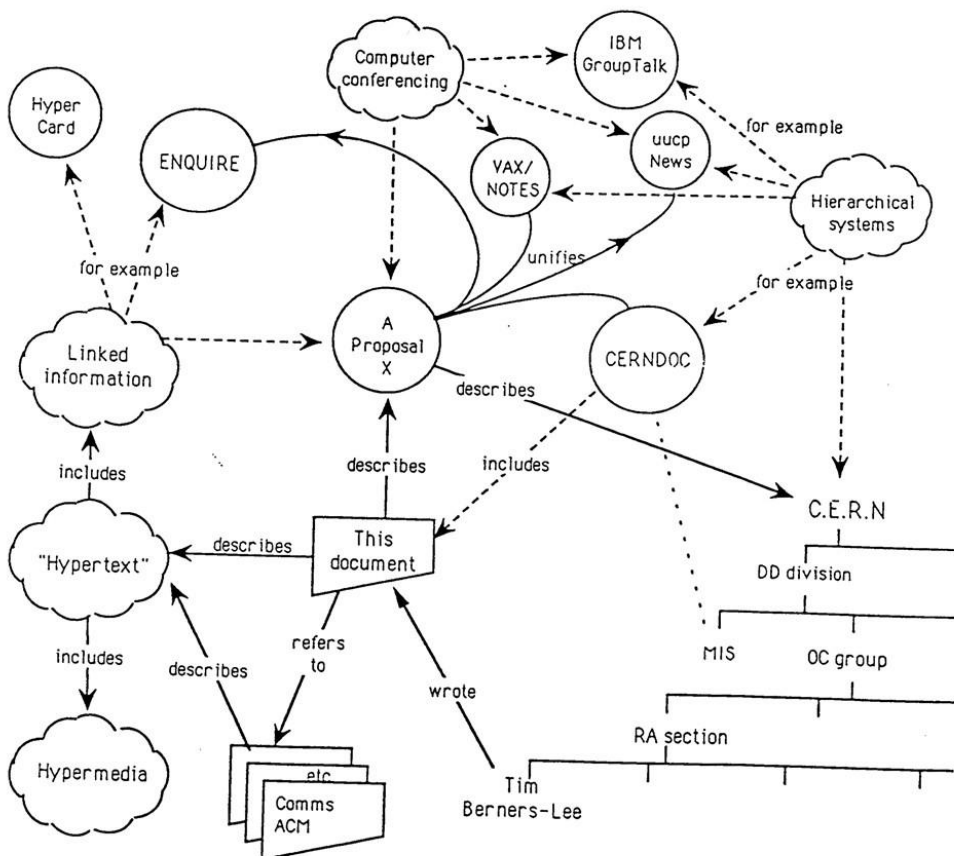 IBM
GroupTalk
Computer
conferencing
Hyper
Card
for example
uucp
News
ENQUIRE
VAX/
NOTES
Hierarchical
systems
unifies
for example
for example
A
Proposal
X
Linked
information
CERNDOC
describes
includes
describes
includes
C.E.R.N
This
document
describes
"Hypertext"
DD division
refers
to
includes
describes
MIS
OC group
wrote
RA section
Hypermedia
etc
Tim
Berners-Lee
Comms
ACM